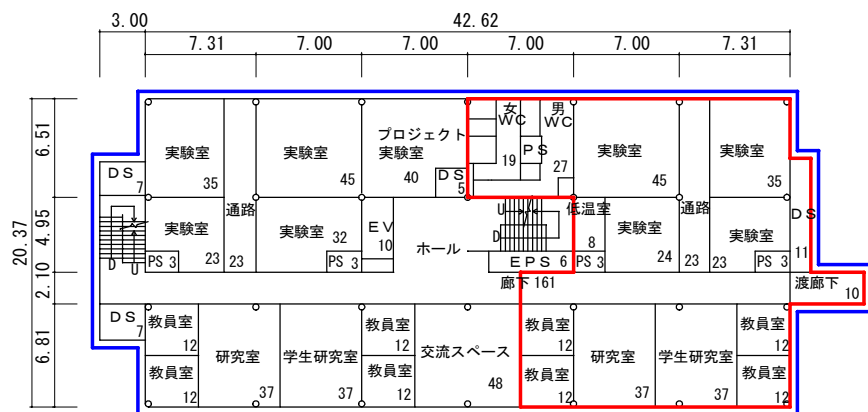 3.00 42.62
7.31 7.00 7.00 7.00 7.00 7.31
20.37
6.51
4.95
2.10
6.81
実験室 35
実験室 45
プロジェクト
実験室 40
女
WC
19
男
WC
27
PS
実験室 45
実験室 35
DS 7
DS 5
通路 23
実験室 23
PS 3
実験室 32
PS 3
EV
10
ホール
U
D
EPS 6
低温室
8
PS 3
実験室
24
通路
23
実験室
23
PS 3
DS
11
D U
廊下 161
渡廊下
10
DS 7
教員室
12
教員室
12
研究室
37
学生研究室
37
教員室
12
教員室
12
交流スペース
48
教員室
12
教員室
12
研究室
37
学生研究室
37
教員室
12
教員室
12